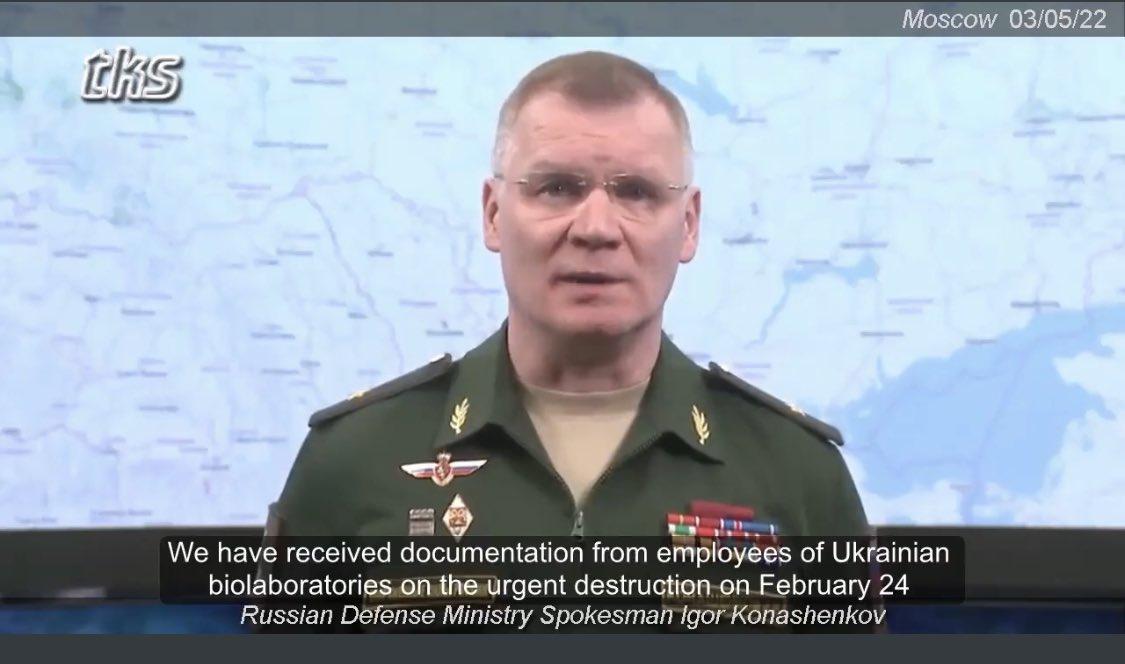 Moscow 03/05/22
tks
We have received documentation from employees of Ukrainian
biolaboratories on the urgent destruction on February 24
Russian Defense Ministry Spokesman Igor Konashenkov